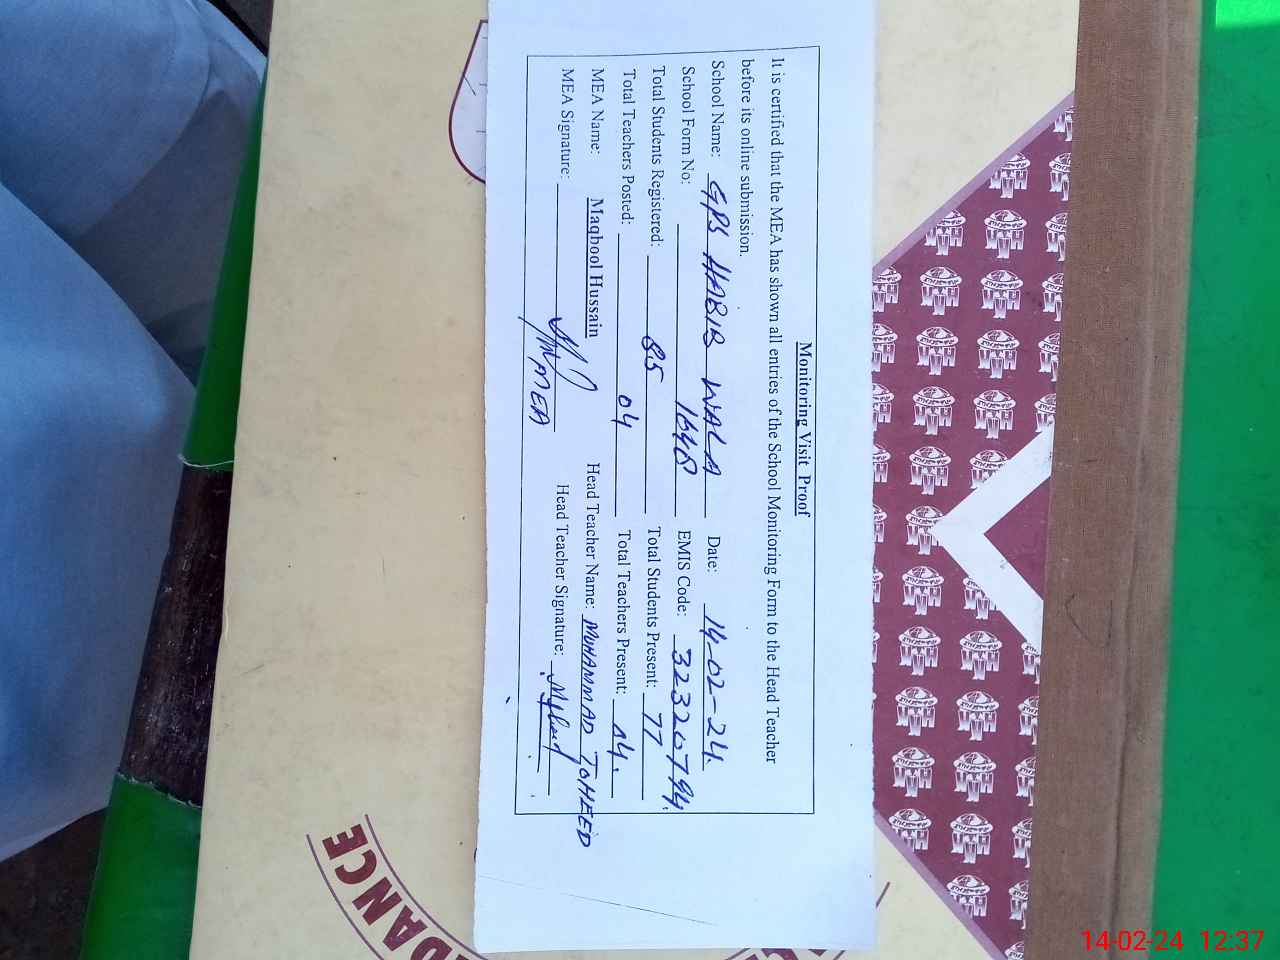 Monitoring Visit Proof
It is certified that the MEA has shown all entries of the School Monitoring Form to the Head Teacher
before its online submission.
School Name: GPS HABIB WALA Date: 14-02-24.
School Form No: 1648 EMIS Code: 32320794.
Total Students Registered: 85 Total Students Present: 77
Total Teachers Posted: 04 Total Teachers Present: 04.
MEA Name: Maqbool Hussain Head Teacher Name: MUHAMMAD TOHEED
MEA Signature: MEA Head Teacher Signature:
DANCE
14-02-24 12:37